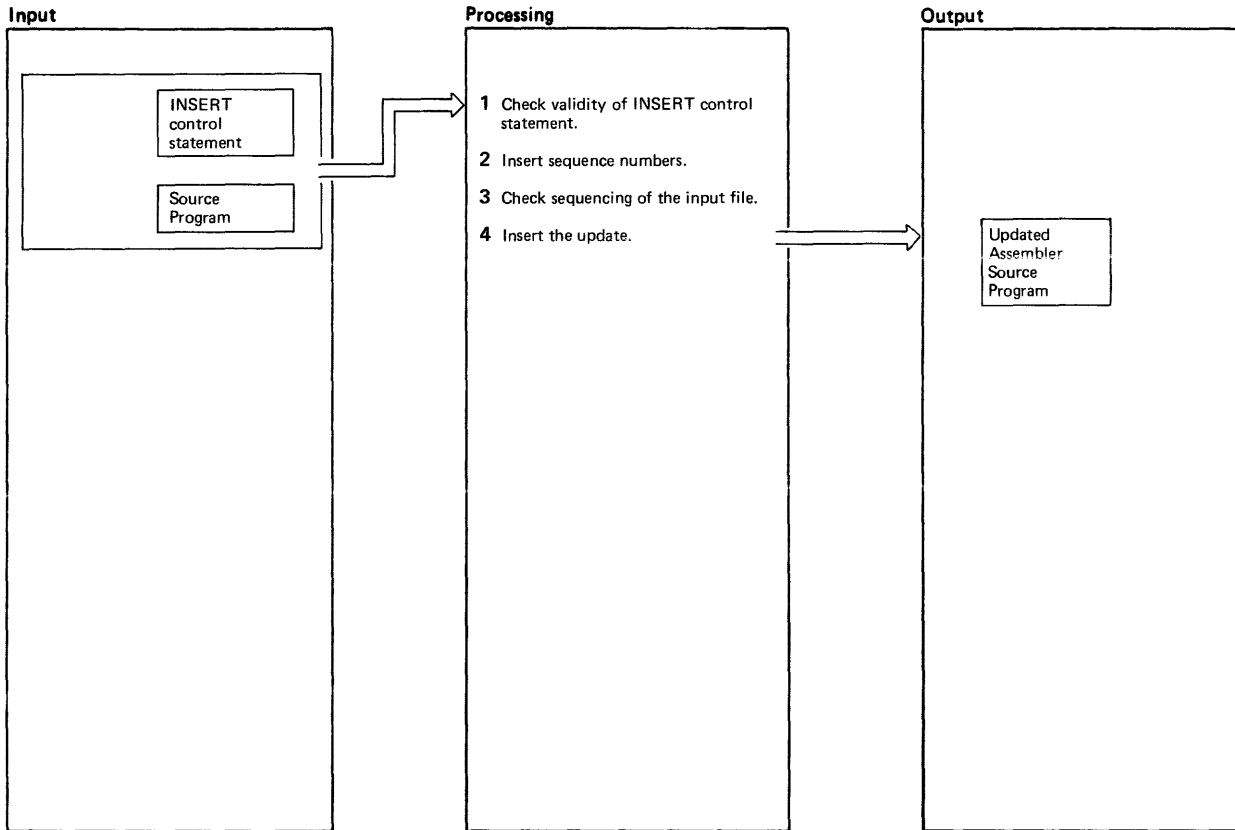 Input
INSERT
control
statement
Source
Program
Processing
1 Check validity of INSERT control
statement.
2 Insert sequence numbers.
3 Check sequencing of the input file.
4 Insert the update.
Output
Updated
Assembler
Source
Program